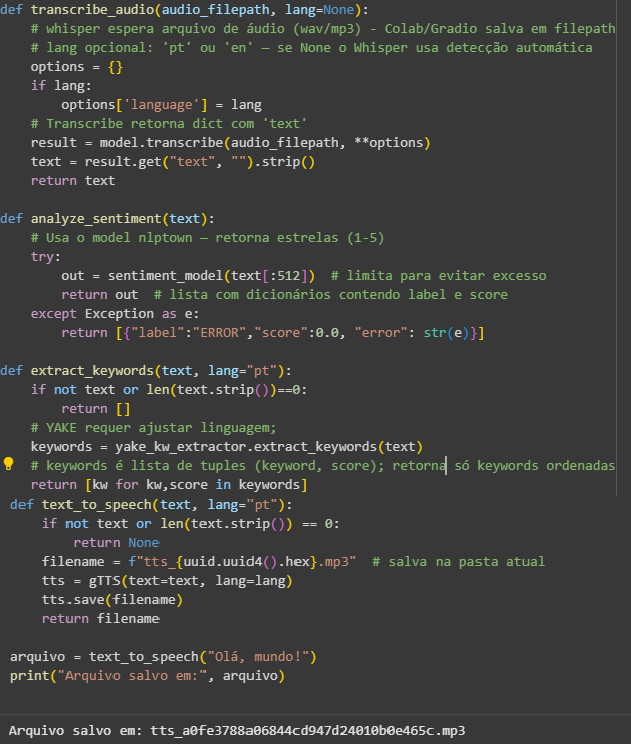 def transcribe_audio(audio_filepath, lang=None):
    # whisper espera arquivo de áudio (wav/mp3) - Colab/Gradio salva em filepath
    # lang opcional: 'pt' ou 'en' — se None o Whisper usa detecção automática
    options = {}
    if lang:
        options['language'] = lang
    # Transcribe retorna dict com 'text'
    result = model.transcribe(audio_filepath, **options)
    text = result.get("text", "").strip()
    return text

def analyze_sentiment(text):
    # Usa o model nlptown — retorna estrelas (1-5)
    try:
        out = sentiment_model(text[:512])  # limita para evitar excesso
        return out  # lista com dicionários contendo label e score
    except Exception as e:
        return [{"label":"ERROR","score":0.0, "error": str(e)}]

def extract_keywords(text, lang="pt"):
    if not text or len(text.strip())==0:
        return []
    # YAKE requer ajustar linguagem;
    keywords = yake_kw_extractor.extract_keywords(text)
    # keywords é lista de tuples (keyword, score); retorna só keywords ordenadas
    return [kw for kw,score in keywords]
def text_to_speech(text, lang="pt"):
    if not text or len(text.strip()) == 0:
        return None
    filename = f"tts_{uuid.uuid4().hex}.mp3"  # salva na pasta atual
    tts = gTTS(text=text, lang=lang)
    tts.save(filename)
    return filename

arquivo = text_to_speech("Olá, mundo!")
print("Arquivo salvo em:", arquivo)

Arquivo salvo em: tts_a0fe3788a06844cd947d24010b0e465c.mp3